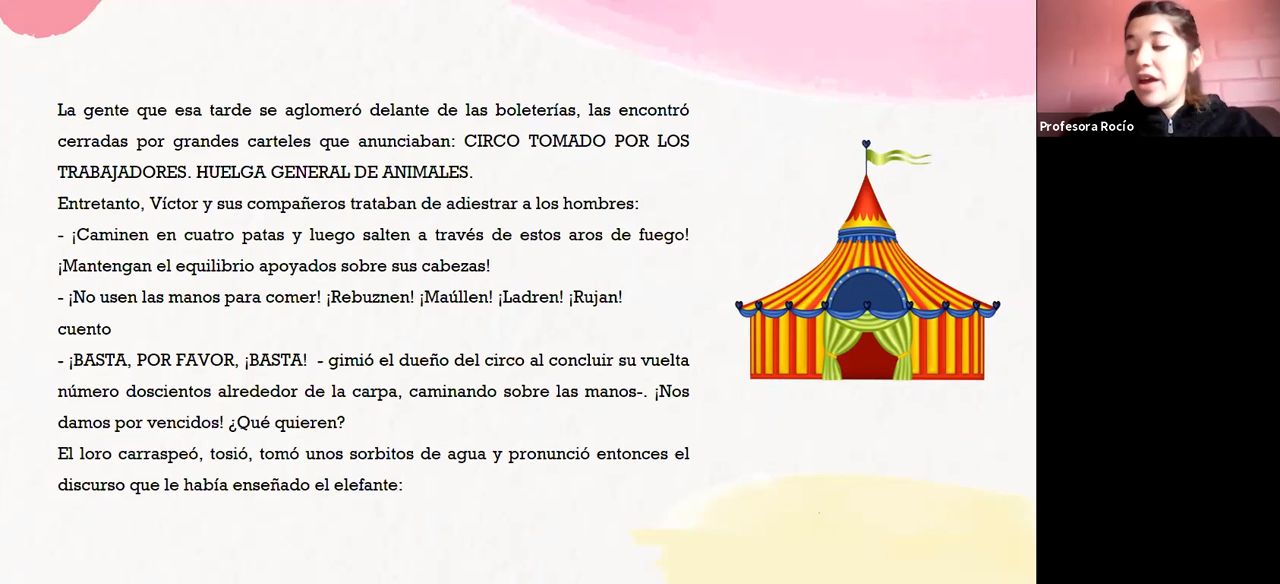 La gente que esa tarde se aglomeró delante de las boleterías, las encontró
cerradas por grandes carteles que anunciaban: CIRCO TOMADO POR LOS
TRABAJADORES. HUELGA GENERAL DE ANIMALES.
Entretanto, Víctor y sus compañeros trataban de adiestrar a los hombres:
- ¡Caminen en cuatro patas y luego salten a través de estos aros de fuego!
¡Mantengan el equilibrio apoyados sobre sus cabezas!
- ¡No usen las manos para comer! ¡Rebuznen! ¡Maúllen! ¡Ladren! ¡Rujan!
cuento
- ¡BASTA, POR FAVOR, ¡BASTA!  - gimió el dueño del circo al concluir su vuelta
número doscientos alrededor de la carpa, caminando sobre las manos-. ¡Nos
damos por vencidos! ¿Qué quieren?
El loro carraspeó, tosió, tomó unos sorbitos de agua y pronunció entonces el
discurso que le había enseñado el elefante:
Profesora Rocío